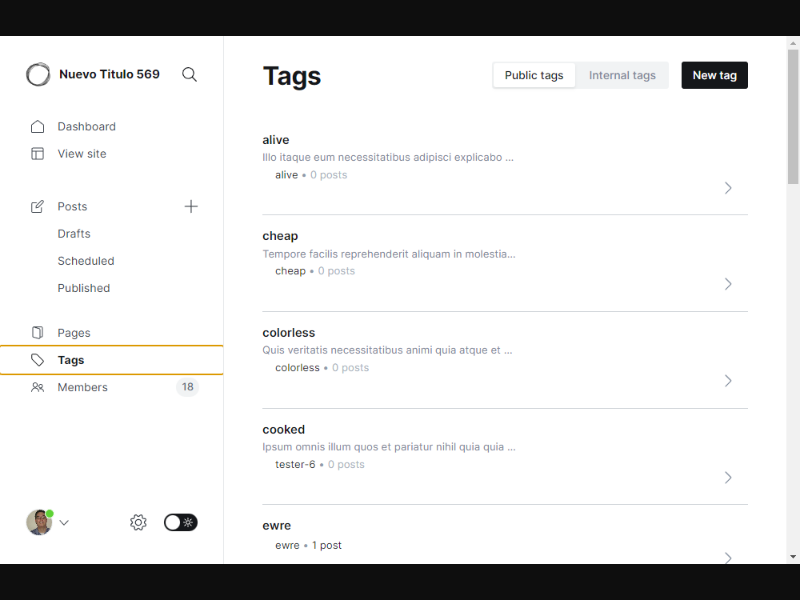 Nuevo Titulo 569
Dashboard
View site
Posts
Drafts
Scheduled
Published
Pages
Tags
Members 18
Tags
Public tags Internal tags New tag
alive
Illo itaque eum necessitatibus adipisci explicabo ...
alive • 0 posts
cheap
Tempore facilis reprehenderit aliquam in molestia...
cheap • 0 posts
colorless
Quis veritatis necessitatibus animi quia atque et ...
colorless • 0 posts
cooked
Ipsum omnis illum quos et pariatur nihil quia quia ...
tester-6 • 0 posts
ewre
ewre • 1 post